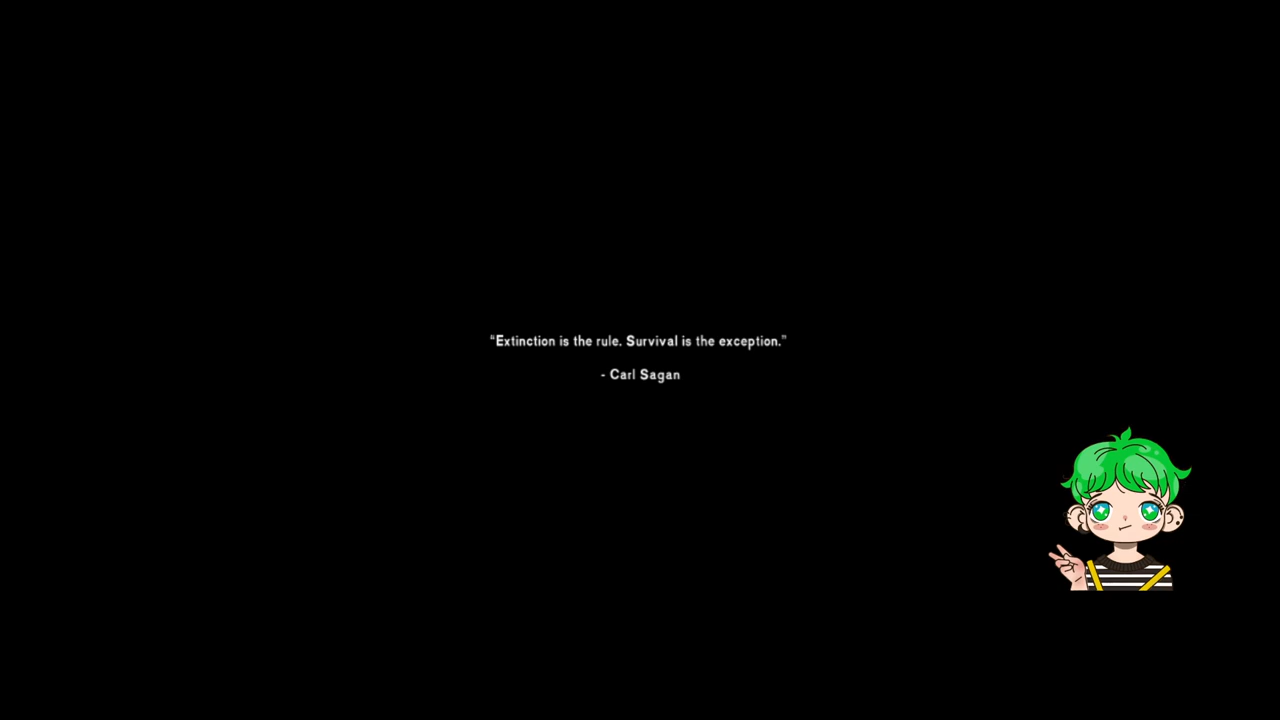 “Extinction is the rule. Survival is the exception.”
- Carl Sagan